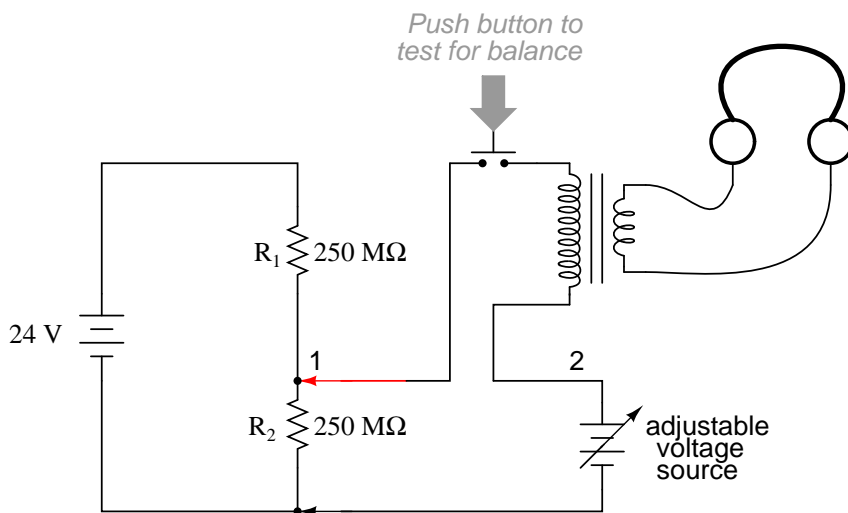 Push button to
test for balance
R1 250 MΩ
24 V
1
2
R2 250 MΩ
adjustable
voltage
source